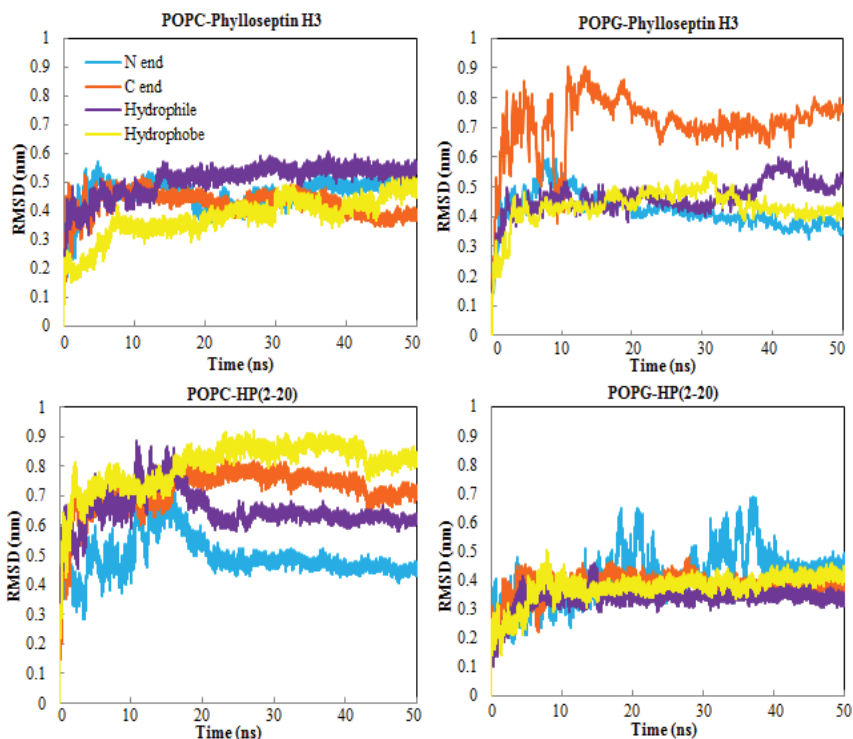 POPC-Phylloseptin H3
RMSD (nm)
1
0.9
0.8
0.7
0.6
0.5
0.4
0.3
0.2
0.1
0
N end
C end
Hydrophile
Hydrophobe
0 10 20 30 40 50
Time (ns)
POPG-Phylloseptin H3
RMSD (nm)
1
0.9
0.8
0.7
0.6
0.5
0.4
0.3
0.2
0.1
0
0 10 20 30 40 50
Time (ns)
POPC-HP(2-20)
RMSD (nm)
1
0.9
0.8
0.7
0.6
0.5
0.4
0.3
0.2
0.1
0
0 10 20 30 40 50
Time (ns)
POPG-HP(2-20)
RMSD (nm)
1
0.9
0.8
0.7
0.6
0.5
0.4
0.3
0.2
0.1
0
0 10 20 30 40 50
Time (ns)